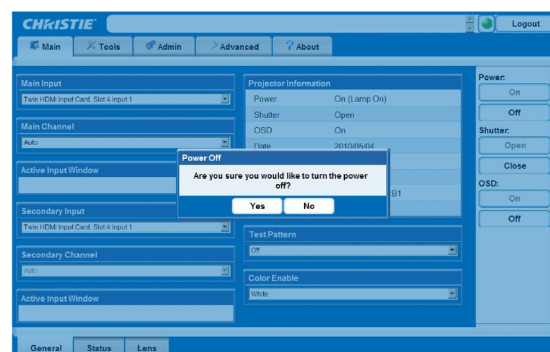 CHRISTIE
Logout
Main
Tools
Admin
Advanced
About
Main Input
Twin HDMI Input Card, Slot 4 Input 1
Main Channel
Auto
Active Input Window
Secondary Input
Twin HDMI Input Card, Slot 4 Input 1
Secondary Channel
Auto
Active Input Window
Projector Information
Power On (Lamp On)
Shutter Open
OSD On
Date 2010/05/04
Power Off
Are you sure you would like to turn the power
off?
Yes No
Test Pattern
Off
Color Enable
White
Power:
On
Off
Shutter:
Open
Close
OSD:
On
Off
General Status Lens